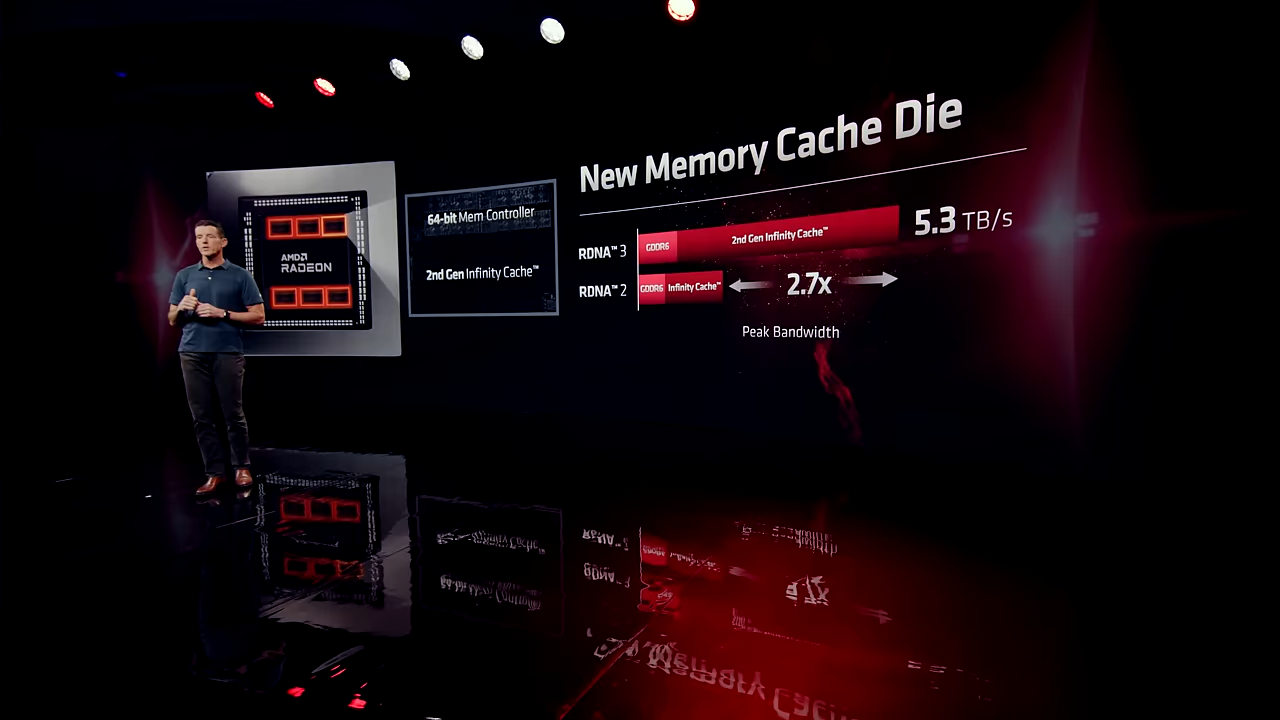 New Memory Cache Die
AMD
RADEON
64-bit Mem Controller
2nd Gen Infinity Cache™
RDNA™ 3
GDDR6
2nd Gen Infinity Cache™
5.3 TB/s
RDNA™ 2
GDDR6
Infinity Cache™
2.7x
Peak Bandwidth